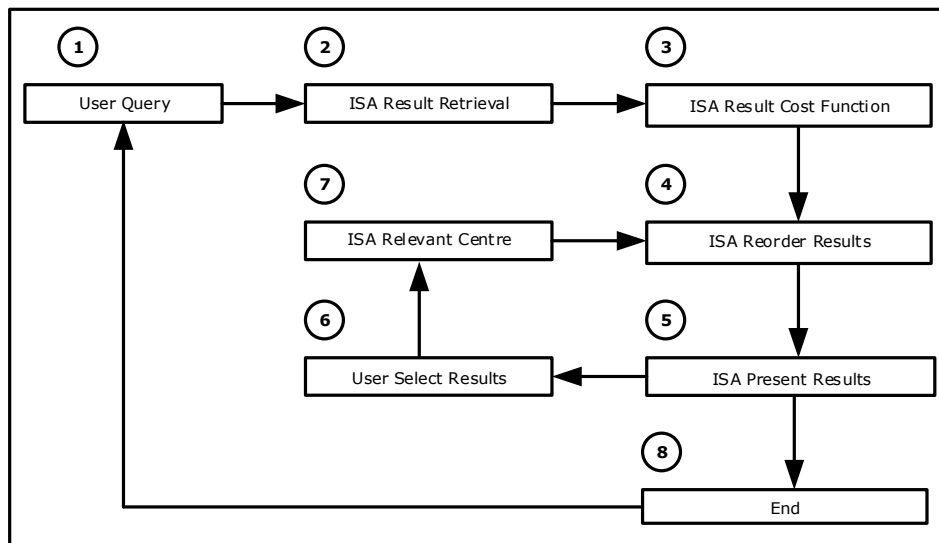 1
User Query
2
ISA Result Retrieval
3
ISA Result Cost Function
7
ISA Relevant Centre
4
ISA Reorder Results
6
User Select Results
5
ISA Present Results
8
End